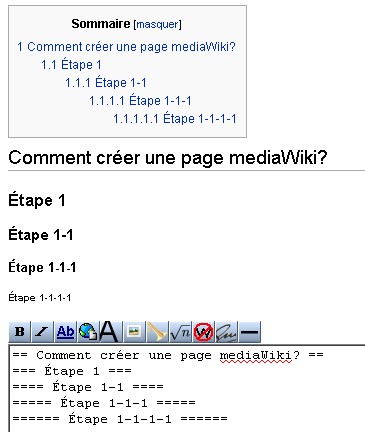 Sommaire [masquer]
1 Comment créer une page mediaWiki?
1.1 Étape 1
1.1.1 Étape 1-1
1.1.1.1 Étape 1-1-1
1.1.1.1.1 Étape 1-1-1-1
Comment créer une page mediaWiki?
Étape 1
Étape 1-1
Étape 1-1-1
Étape 1-1-1-1
B I Ab A √n W
== Comment créer une page mediaWiki? ==
=== Étape 1 ===
==== Étape 1-1 ====
===== Étape 1-1-1 =====
====== Étape 1-1-1-1 ======